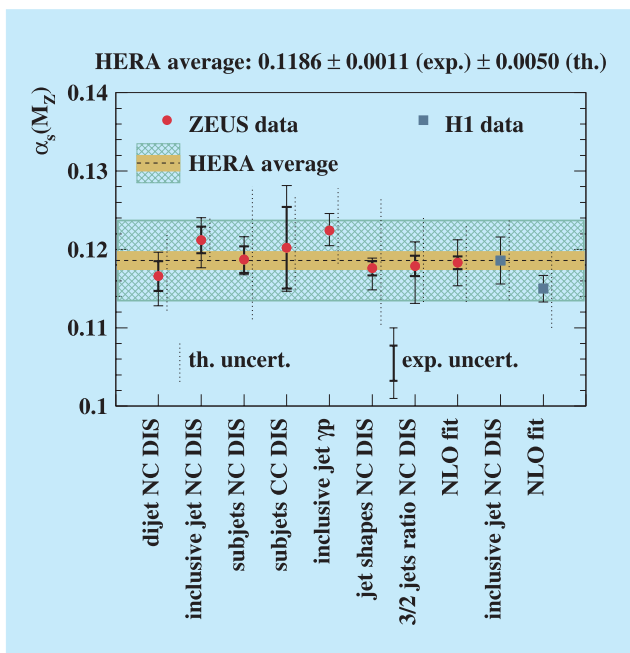 HERA average: 0.1186 ± 0.0011 (exp.) ± 0.0050 (th.)
αs(MZ)
0.14
0.13
0.12
0.11
0.1
ZEUS data
H1 data
HERA average
th. uncert.
exp. uncert.
dijet NC DIS
inclusive jet NC DIS
subjets NC DIS
subjets CC DIS
inclusive jet γp
jet shapes NC DIS
3/2 jets ratio NC DIS
NLO fit
inclusive jet NC DIS
NLO fit